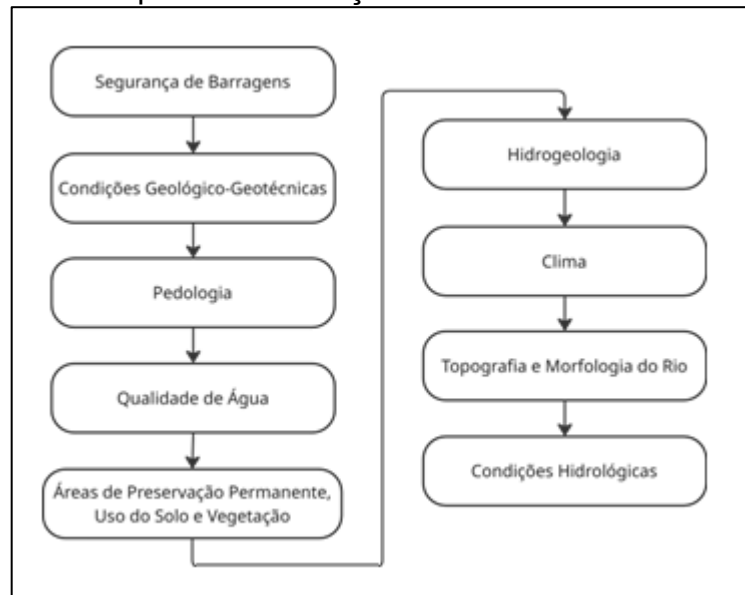 Segurança de Barragens
Condições Geológico-Geotécnicas
Pedologia
Qualidade de Água
Áreas de Preservação Permanente,
Uso do Solo e Vegetação
Hidrogeologia
Clima
Topografia e Morfologia do Rio
Condições Hidrológicas